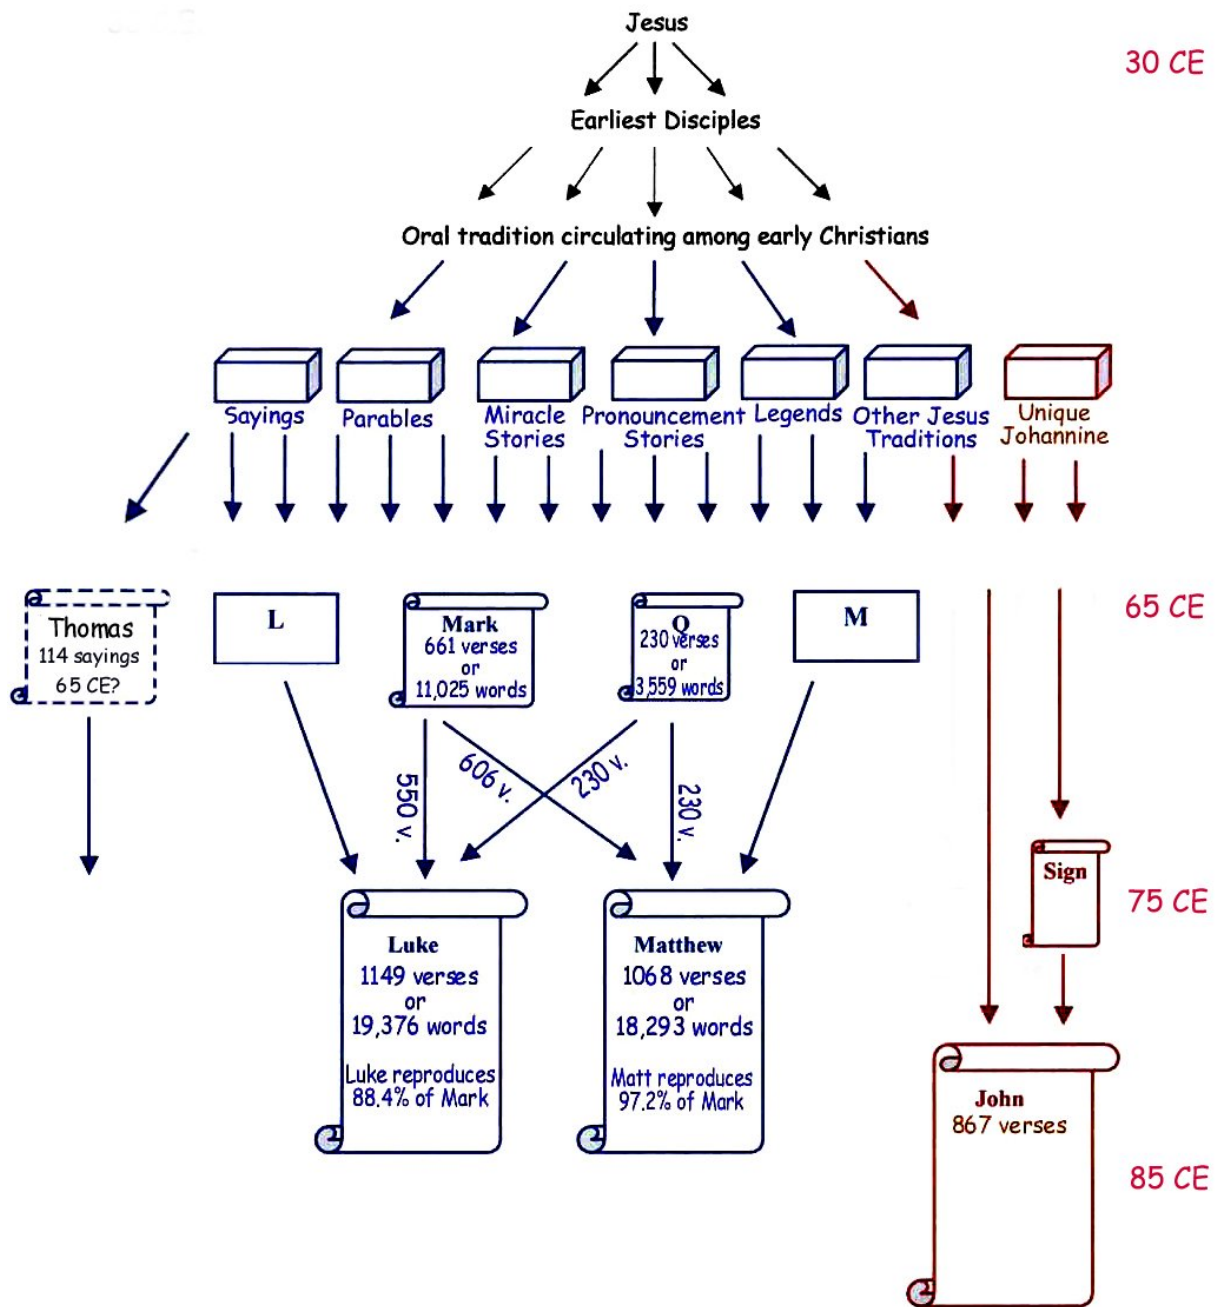 Jesus
30 CE
Earliest Disciples
Oral tradition circulating among early Christians
Sayings
Parables
Miracle
Stories
Pronouncement
Stories
Legends
Other Jesus
Traditions
Unique
Johannine
Thomas
114 sayings
65 CE?
L
Mark
661 verses
or
11,025 words
Q
230 verses
or
3,559 words
M
65 CE
550 v.
606 v.
230 v.
230 v.
Sign
75 CE
Luke
1149 verses
or
19,376 words
Luke reproduces
88.4% of Mark
Matthew
1068 verses
or
18,293 words
Matt reproduces
97.2% of Mark
John
867 verses
85 CE